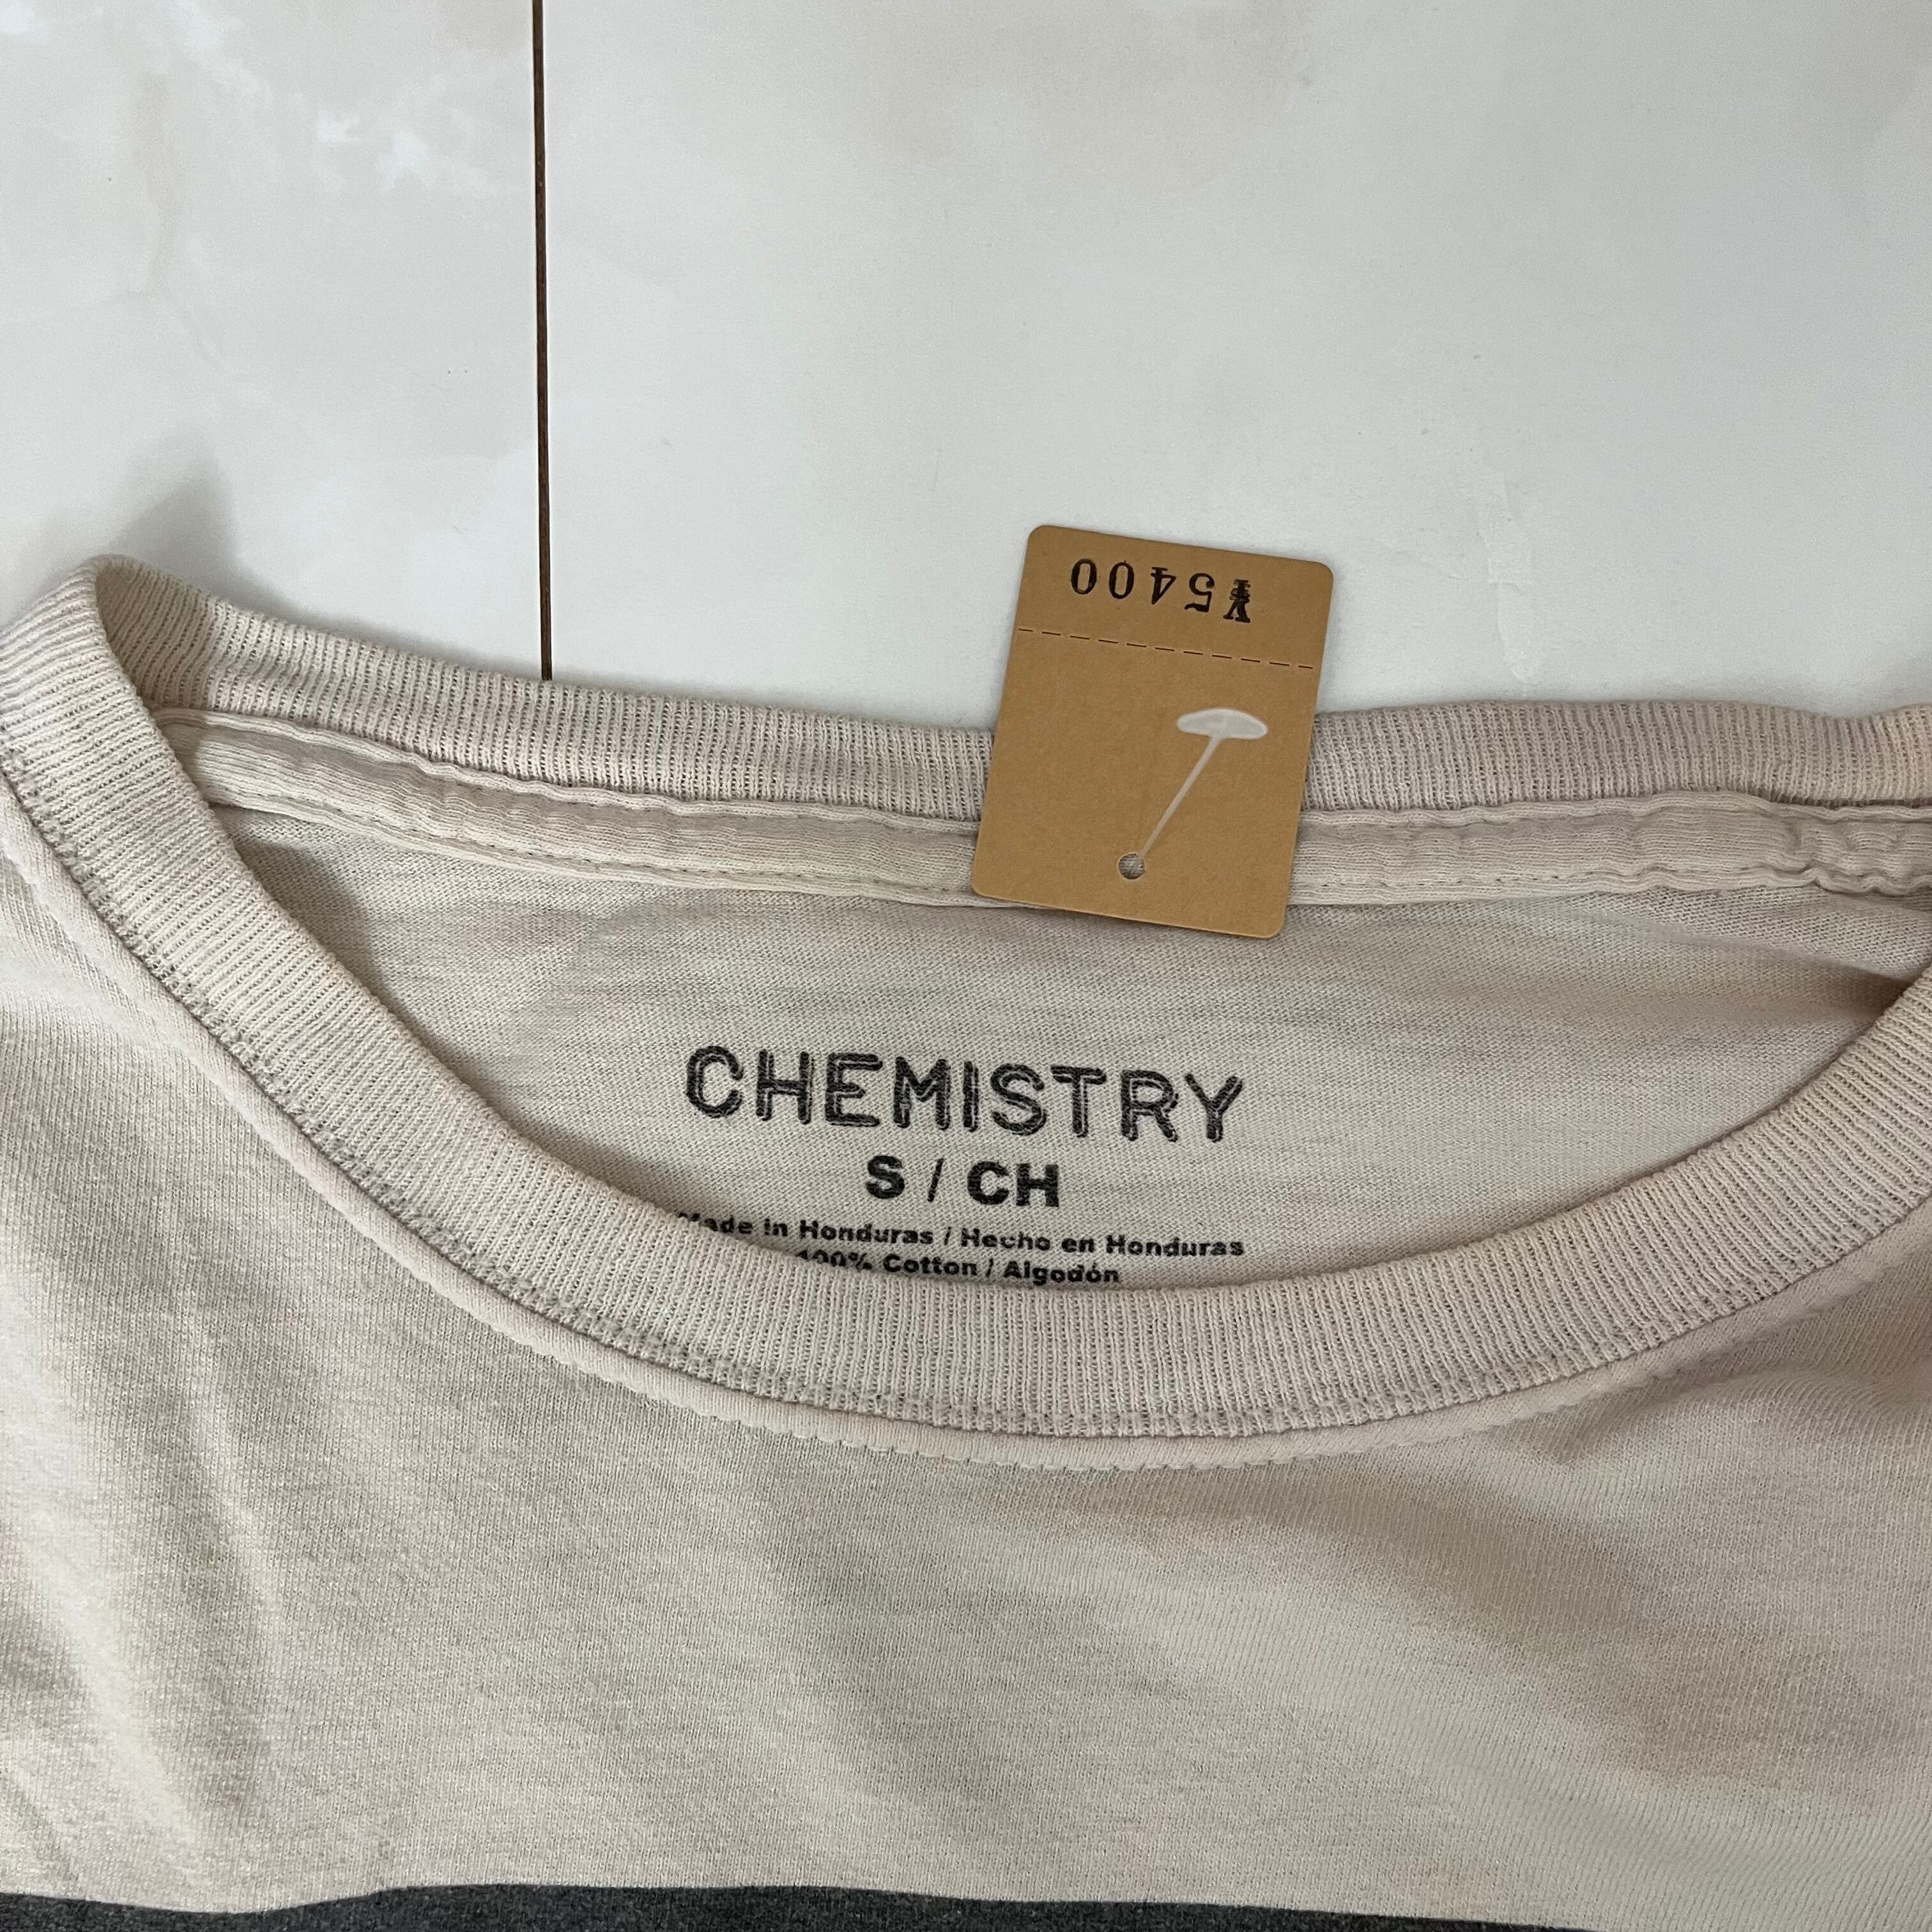 ¥5400
CHEMISTRY
S / CH
Made in Honduras / Hecho en Honduras
100% Cotton / Algodón